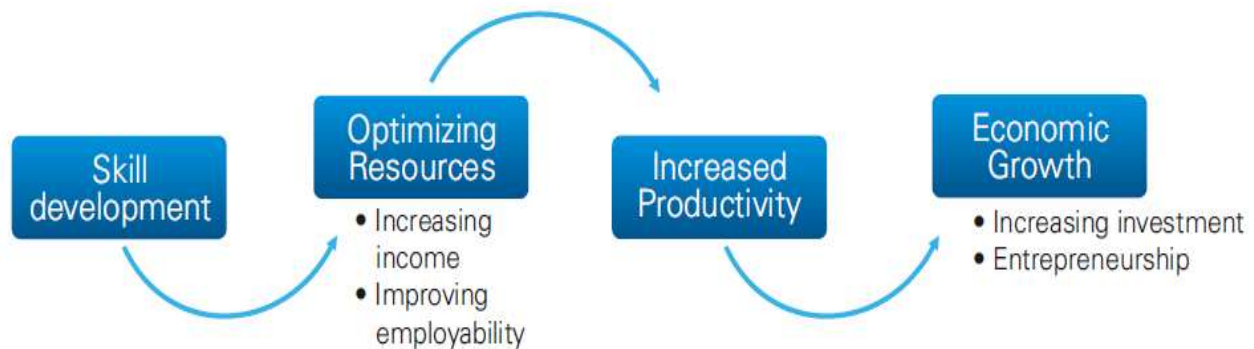 Skill
development
Optimizing
Resources
• Increasing
income
• Improving
employability
Increased
Productivity
Economic
Growth
• Increasing investment
• Entrepreneurship